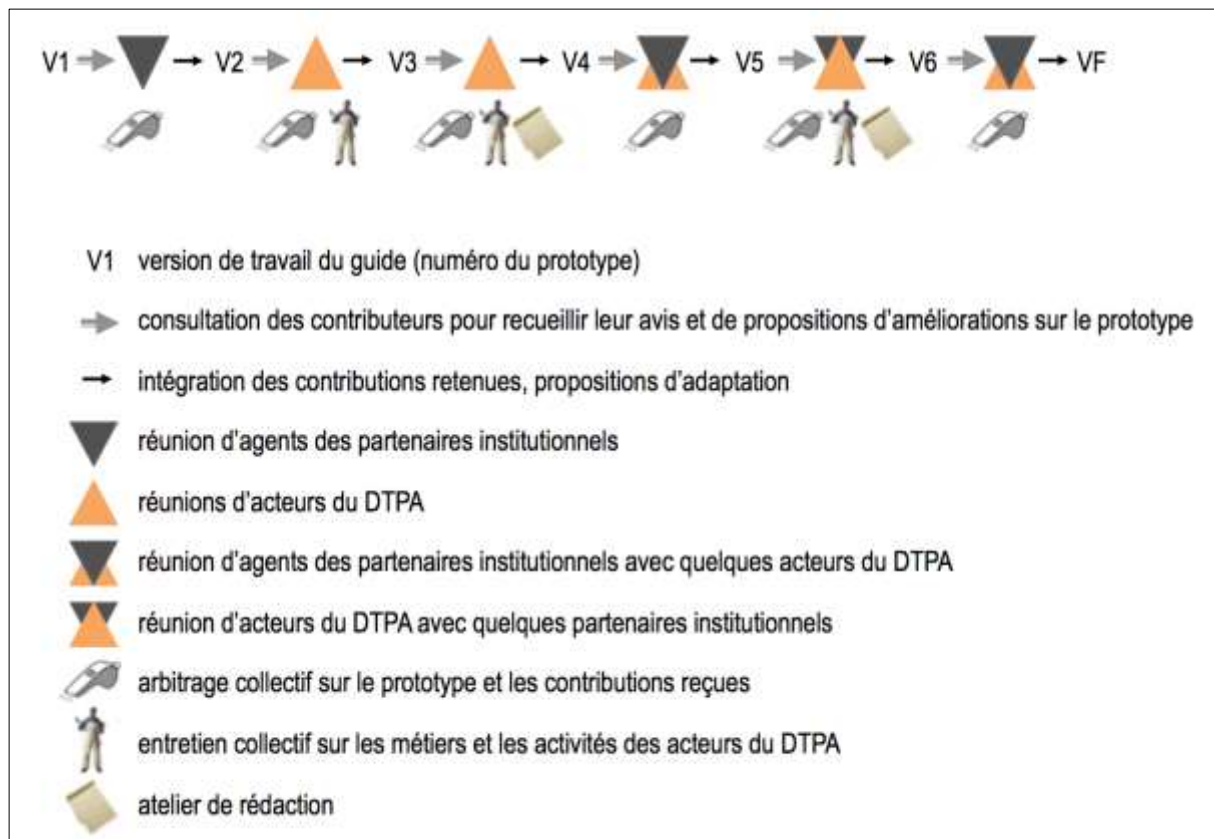 V1 V2 V3 V4 V5 V6 VF
V1 version de travail du guide (numéro du prototype)
consultation des contributeurs pour recueillir leur avis et de propositions d'améliorations sur le prototype
intégration des contributions retenues, propositions d'adaptation
réunion d'agents des partenaires institutionnels
réunions d'acteurs du DTPA
réunion d'agents des partenaires institutionnels avec quelques acteurs du DTPA
réunion d'acteurs du DTPA avec quelques partenaires institutionnels
arbitrage collectif sur le prototype et les contributions reçues
entretien collectif sur les métiers et les activités des acteurs du DTPA
atelier de rédaction